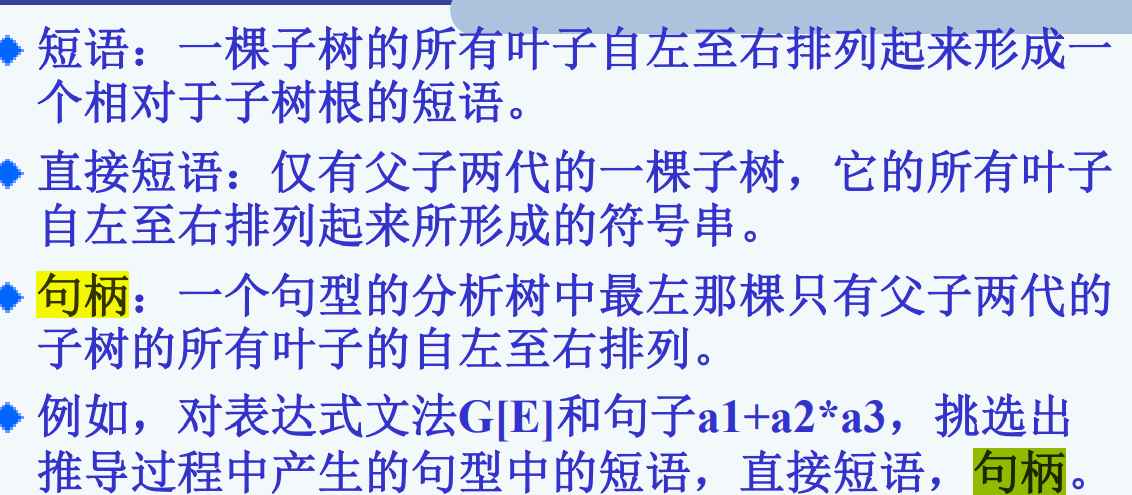 短语：一棵子树的所有叶子自左至右排列起来形成一
个相对于子树根的短语。
直接短语：仅有父子两代的一棵子树，它的所有叶子
自左至右排列起来所形成的符号串。
句柄：一个句型的分析树中最左那棵只有父子两代的
子树的所有叶子的自左至右排列。
例如，对表达式文法G[E]和句子a1+a2*a3，挑选出
推导过程中产生的句型中的短语，直接短语，句柄。